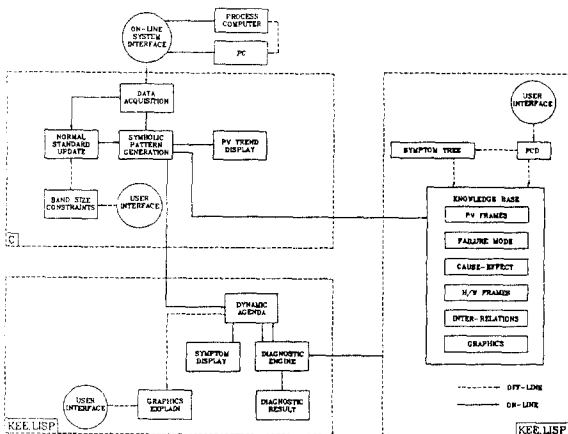 PROCESS
COMPUTER
PC
ON-LINE
SYSTEM
INTERFACE
DATA
ACQUISITION
NORMAL
STANDARD
UPDATE
SYMBOLIC
PATTERN
GENERATION
PV TREND
DISPLAY
BAND SIZE
CONSTRAINTS
USER
INTERFACE
C
USER
INTERFACE
SYMPTOM TREE
KNOWLEDGE BASE
PV FRAMES
FAILURE MODE
CAUSE-EFFECT
H/W FRAMES
INTER-RELATIONS
GRAPHICS
DYNAMIC
AGENDA
SYMPTOM
DISPLAY
DIAGNOSTIC
ENGINE
USER
INTERFACE
GRAPHICS
EXPLAIN
DIAGNOSTIC
RESULT
KEE, LISP
OFF-LINE
ON-LINE
KEE, LISP